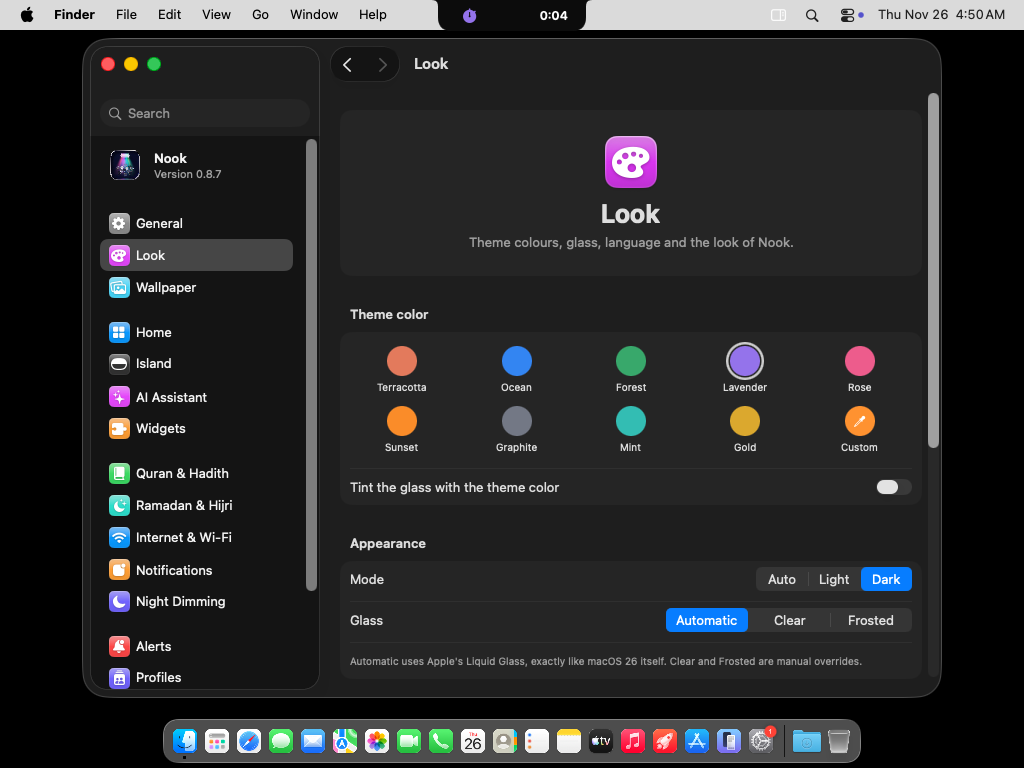 Finder File Edit View Go Window Help 0:04 Thu Nov 26 4:50 AM
Look
Search
Nook
Version 0.8.7
General
Look
Wallpaper
Home
Island
AI Assistant
Widgets
Quran & Hadith
Ramadan & Hijri
Internet & Wi-Fi
Notifications
Night Dimming
Alerts
Profiles
Look
Theme colours, glass, language and the look of Nook.
Theme color
Terracotta Ocean Forest Lavender Rose
Sunset Graphite Mint Gold Custom
Tint the glass with the theme color
Appearance
Mode Auto Light Dark
Glass Automatic Clear Frosted
Automatic uses Apple's Liquid Glass, exactly like macOS 26 itself. Clear and Frosted are manual overrides.
Thu
26
tv
1